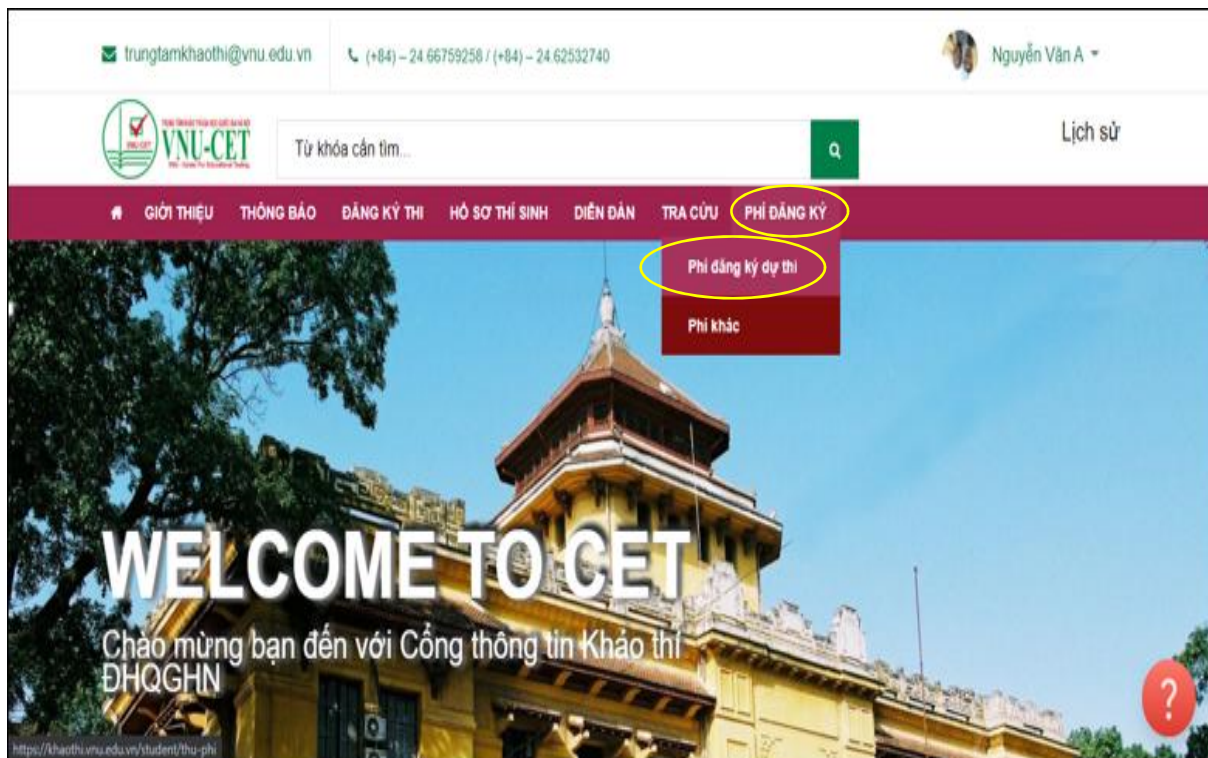 trungtamkhaothi@vnu.edu.vn
(+84) – 24 66759258 / (+84) – 24.62532740
Nguyễn Văn A
VNU-CET
Từ khóa cần tìm...
Lịch sử
GIỚI THIỆU THÔNG BÁO ĐĂNG KÝ THI HỒ SƠ THÍ SINH DIỄN ĐÀN TRA CỨU PHÍ ĐĂNG KÝ
Phí đăng ký dự thi
Phí khác
WELCOME TO CET
Chào mừng bạn đến với Cổng thông tin Khảo thí
ĐHQGHN
?
https://khaothi.vnu.edu.vn/student/thu-phi